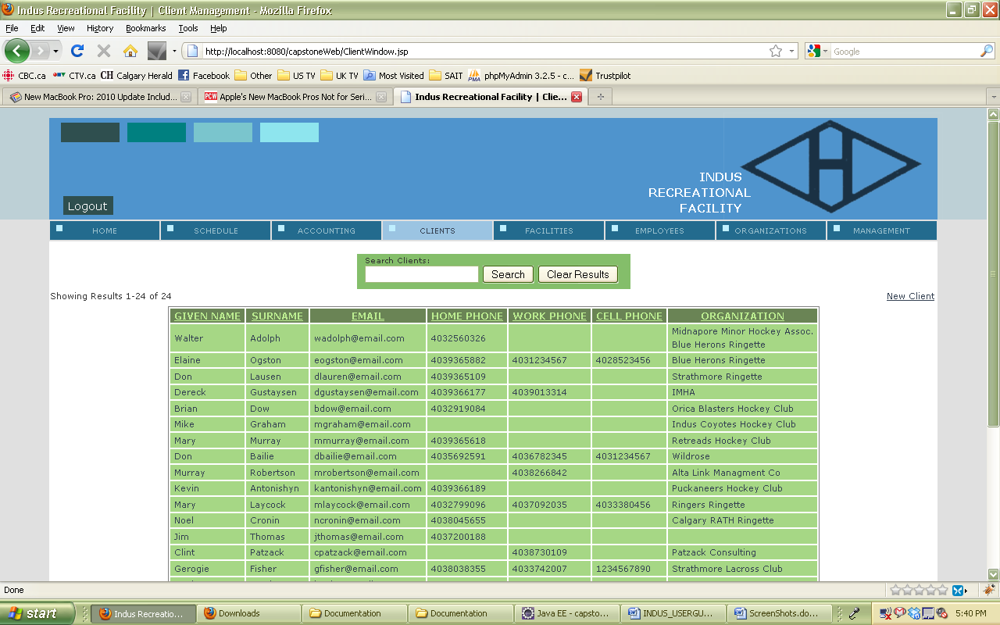 Indus Recreational Facility | Client Management - Mozilla Firefox
File Edit View History Bookmarks Tools Help
http://localhost:8080/capstoneWeb/ClientWindow.jsp Google
CBC.ca CTV.ca CH Calgary Herald Facebook Other US TV UK TV Most Visited SAIT PMA phpMyAdmin 3.2.5 - c... Trustpilot
New MacBook Pro: 2010 Update Includ... PCW Apple's New MacBook Pros Not for Seri... Indus Recreational Facility | Clie...
H
INDUS
RECREATIONAL
FACILITY
Logout
HOME SCHEDULE ACCOUNTING CLIENTS FACILITIES EMPLOYEES ORGANIZATIONS MANAGEMENT
Search Clients:
Search Clear Results
Showing Results 1-24 of 24 New Client
GIVEN NAME SURNAME EMAIL HOME PHONE WORK PHONE CELL PHONE ORGANIZATION
Walter Adolph wadolph@email.com 4032560326 Midnapore Minor Hockey Assoc.
Blue Herons Ringette
Elaine Ogston eogston@email.com 4039365882 4031234567 4028523456 Blue Herons Ringette
Don Lausen dlauren@email.com 4039365109 Strathmore Ringette
Dereck Gustaysen dgustaysen@email.com 4039366177 4039013314 IMHA
Brian Dow bdow@email.com 4032919084 Orica Blasters Hockey Club
Mike Graham mgraham@email.com Indus Coyotes Hockey Club
Mary Murray mmurray@email.com 4039365618 Retreads Hockey Club
Don Bailie dbailie@email.com 4035692591 4036782345 4031234567 Wildrose
Murray Robertson mrobertson@email.com 4038266842 Alta Link Managment Co
Kevin Antonishyn kantonishyn@email.com 4039366189 Puckaneers Hockey Club
Mary Laycock mlaycock@email.com 4032799096 4037092035 4033380456 Ringers Ringette
Noel Cronin ncronin@email.com 4038045655 Calgary RATH Ringette
Jim Thomas jthomas@email.com 4037200188
Clint Patzack cpatzack@email.com 4038730109 Patzack Consulting
Gerogie Fisher gfisher@email.com 4038038355 4033742007 1234567890 Strathmore Lacross Club
Done
start Indus Recreatio... Downloads Documentation Documentation Java EE - capsto... INDUS_USERGU... ScreenShots.do... 5:40 PM